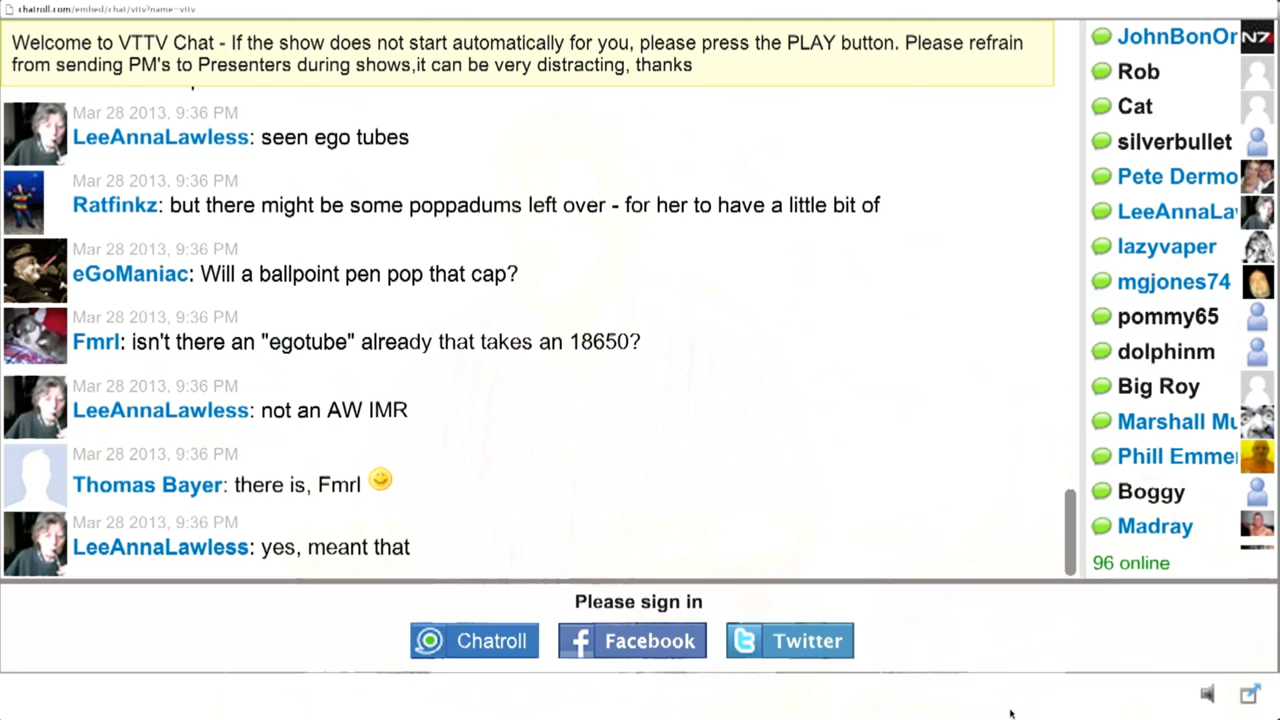 chatroll.com/embed/chat/vttv?name=vttv
Welcome to VTTV Chat - If the show does not start automatically for you, please press the PLAY button. Please refrain
from sending PM's to Presenters during shows,it can be very distracting, thanks
Mar 28 2013, 9:36 PM
LeeAnnaLawless: seen ego tubes
Mar 28 2013, 9:36 PM
Ratfinkz: but there might be some poppadums left over - for her to have a little bit of
Mar 28 2013, 9:36 PM
eGoManiac: Will a ballpoint pen pop that cap?
Mar 28 2013, 9:36 PM
Fmrl: isn't there an "egotube" already that takes an 18650?
Mar 28 2013, 9:36 PM
LeeAnnaLawless: not an AW IMR
Mar 28 2013, 9:36 PM
Thomas Bayer: there is, Fmrl
Mar 28 2013, 9:36 PM
LeeAnnaLawless: yes, meant that
JohnBonOr
N7
Rob
Cat
silverbullet
Pete Dermo
LeeAnnaLa
lazyvaper
mgjones74
pommy65
dolphinm
Big Roy
Marshall Mu
Phill Emme
Boggy
Madray
96 online
Please sign in
Chatroll
Facebook
Twitter